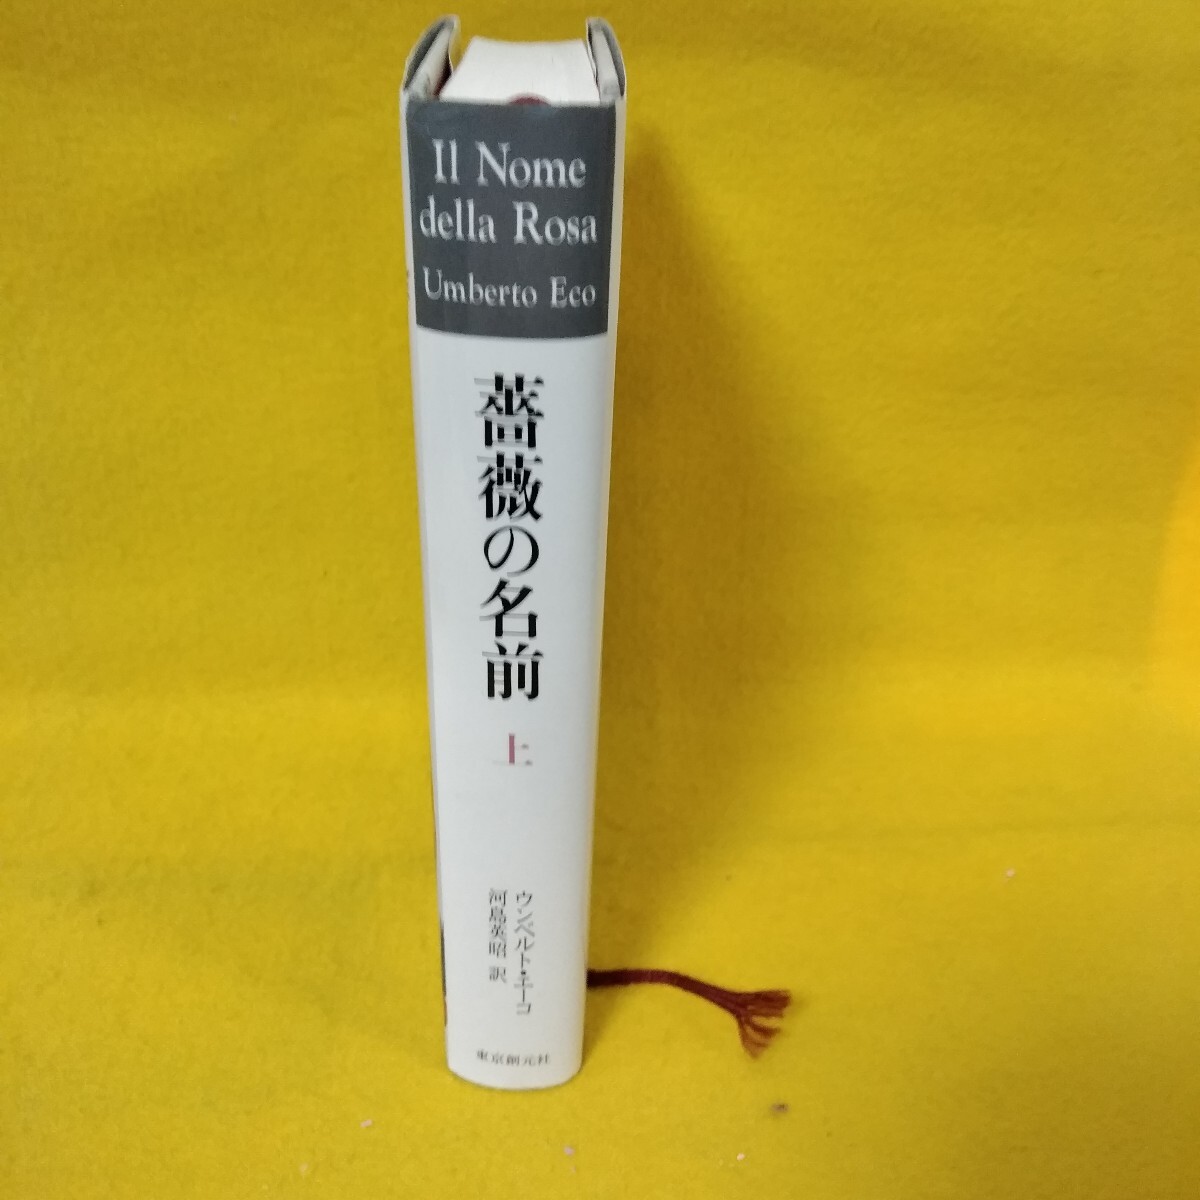 Il Nome
della Rosa
Umberto Eco
薔薇の名前
上
ウンベルト・エーコ
河島英昭 訳
東京創元社